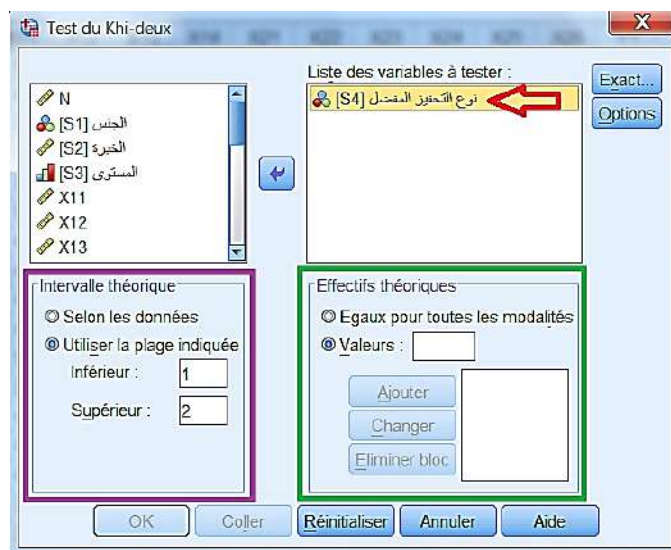 Test du Khi-deux
X
Liste des variables à tester :
Exact...
Options
N
الجنس [S1]
الخبرة [S2]
المستوى [S3]
X11
X12
X13
نوع التحفيز المفضل [S4]
Intervalle théorique
Selon les données
Utiliser la plage indiquée
Inférieur :
1
Supérieur :
2
Effectifs théoriques
Egaux pour toutes les modalités
Valeurs :
Ajouter
Changer
Eliminer bloc
OK
Coller
Réinitialiser
Annuler
Aide